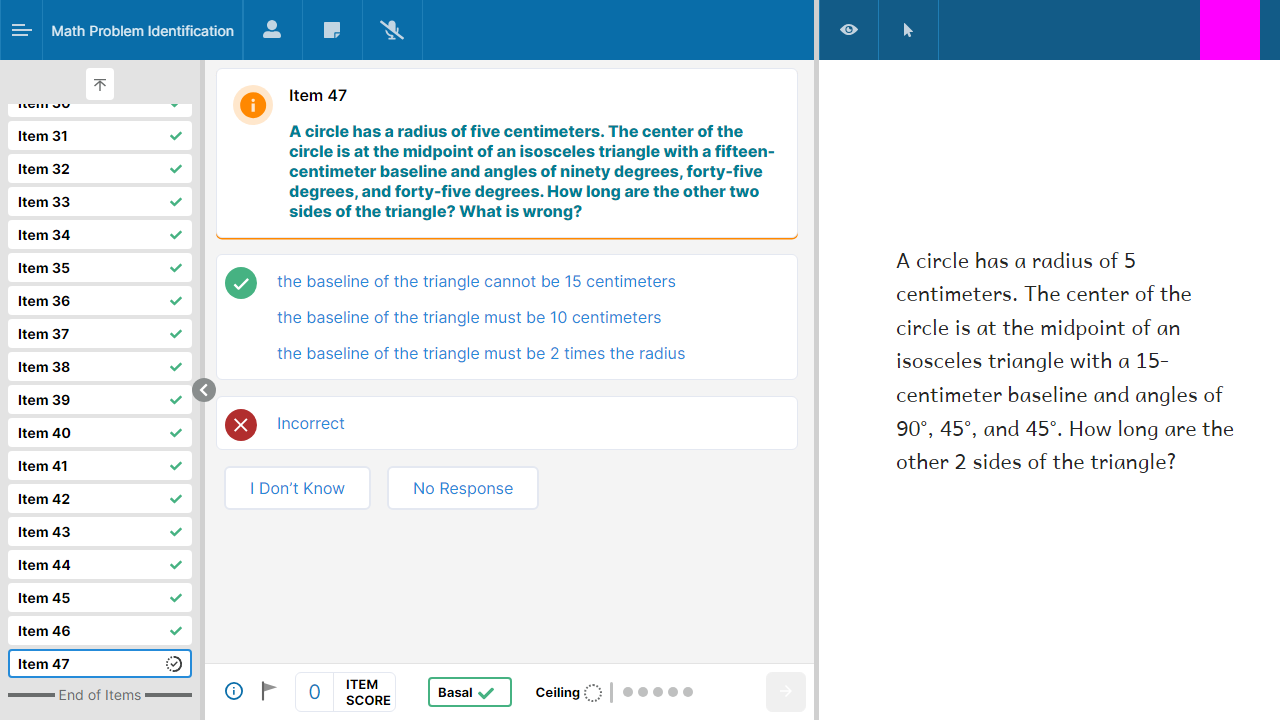 Math Problem Identification
Item 30
Item 31
Item 32
Item 33
Item 34
Item 35
Item 36
Item 37
Item 38
Item 39
Item 40
Item 41
Item 42
Item 43
Item 44
Item 45
Item 46
Item 47
End of Items
Item 47
A circle has a radius of five centimeters. The center of the
circle is at the midpoint of an isosceles triangle with a fifteen-
centimeter baseline and angles of ninety degrees, forty-five
degrees, and forty-five degrees. How long are the other two
sides of the triangle? What is wrong?
the baseline of the triangle cannot be 15 centimeters
the baseline of the triangle must be 10 centimeters
the baseline of the triangle must be 2 times the radius
Incorrect
I Don’t Know
No Response
0
ITEM
SCORE
Basal
Ceiling
A circle has a radius of 5
centimeters. The center of the
circle is at the midpoint of an
isosceles triangle with a 15-
centimeter baseline and angles of
90°, 45°, and 45°. How long are the
other 2 sides of the triangle?